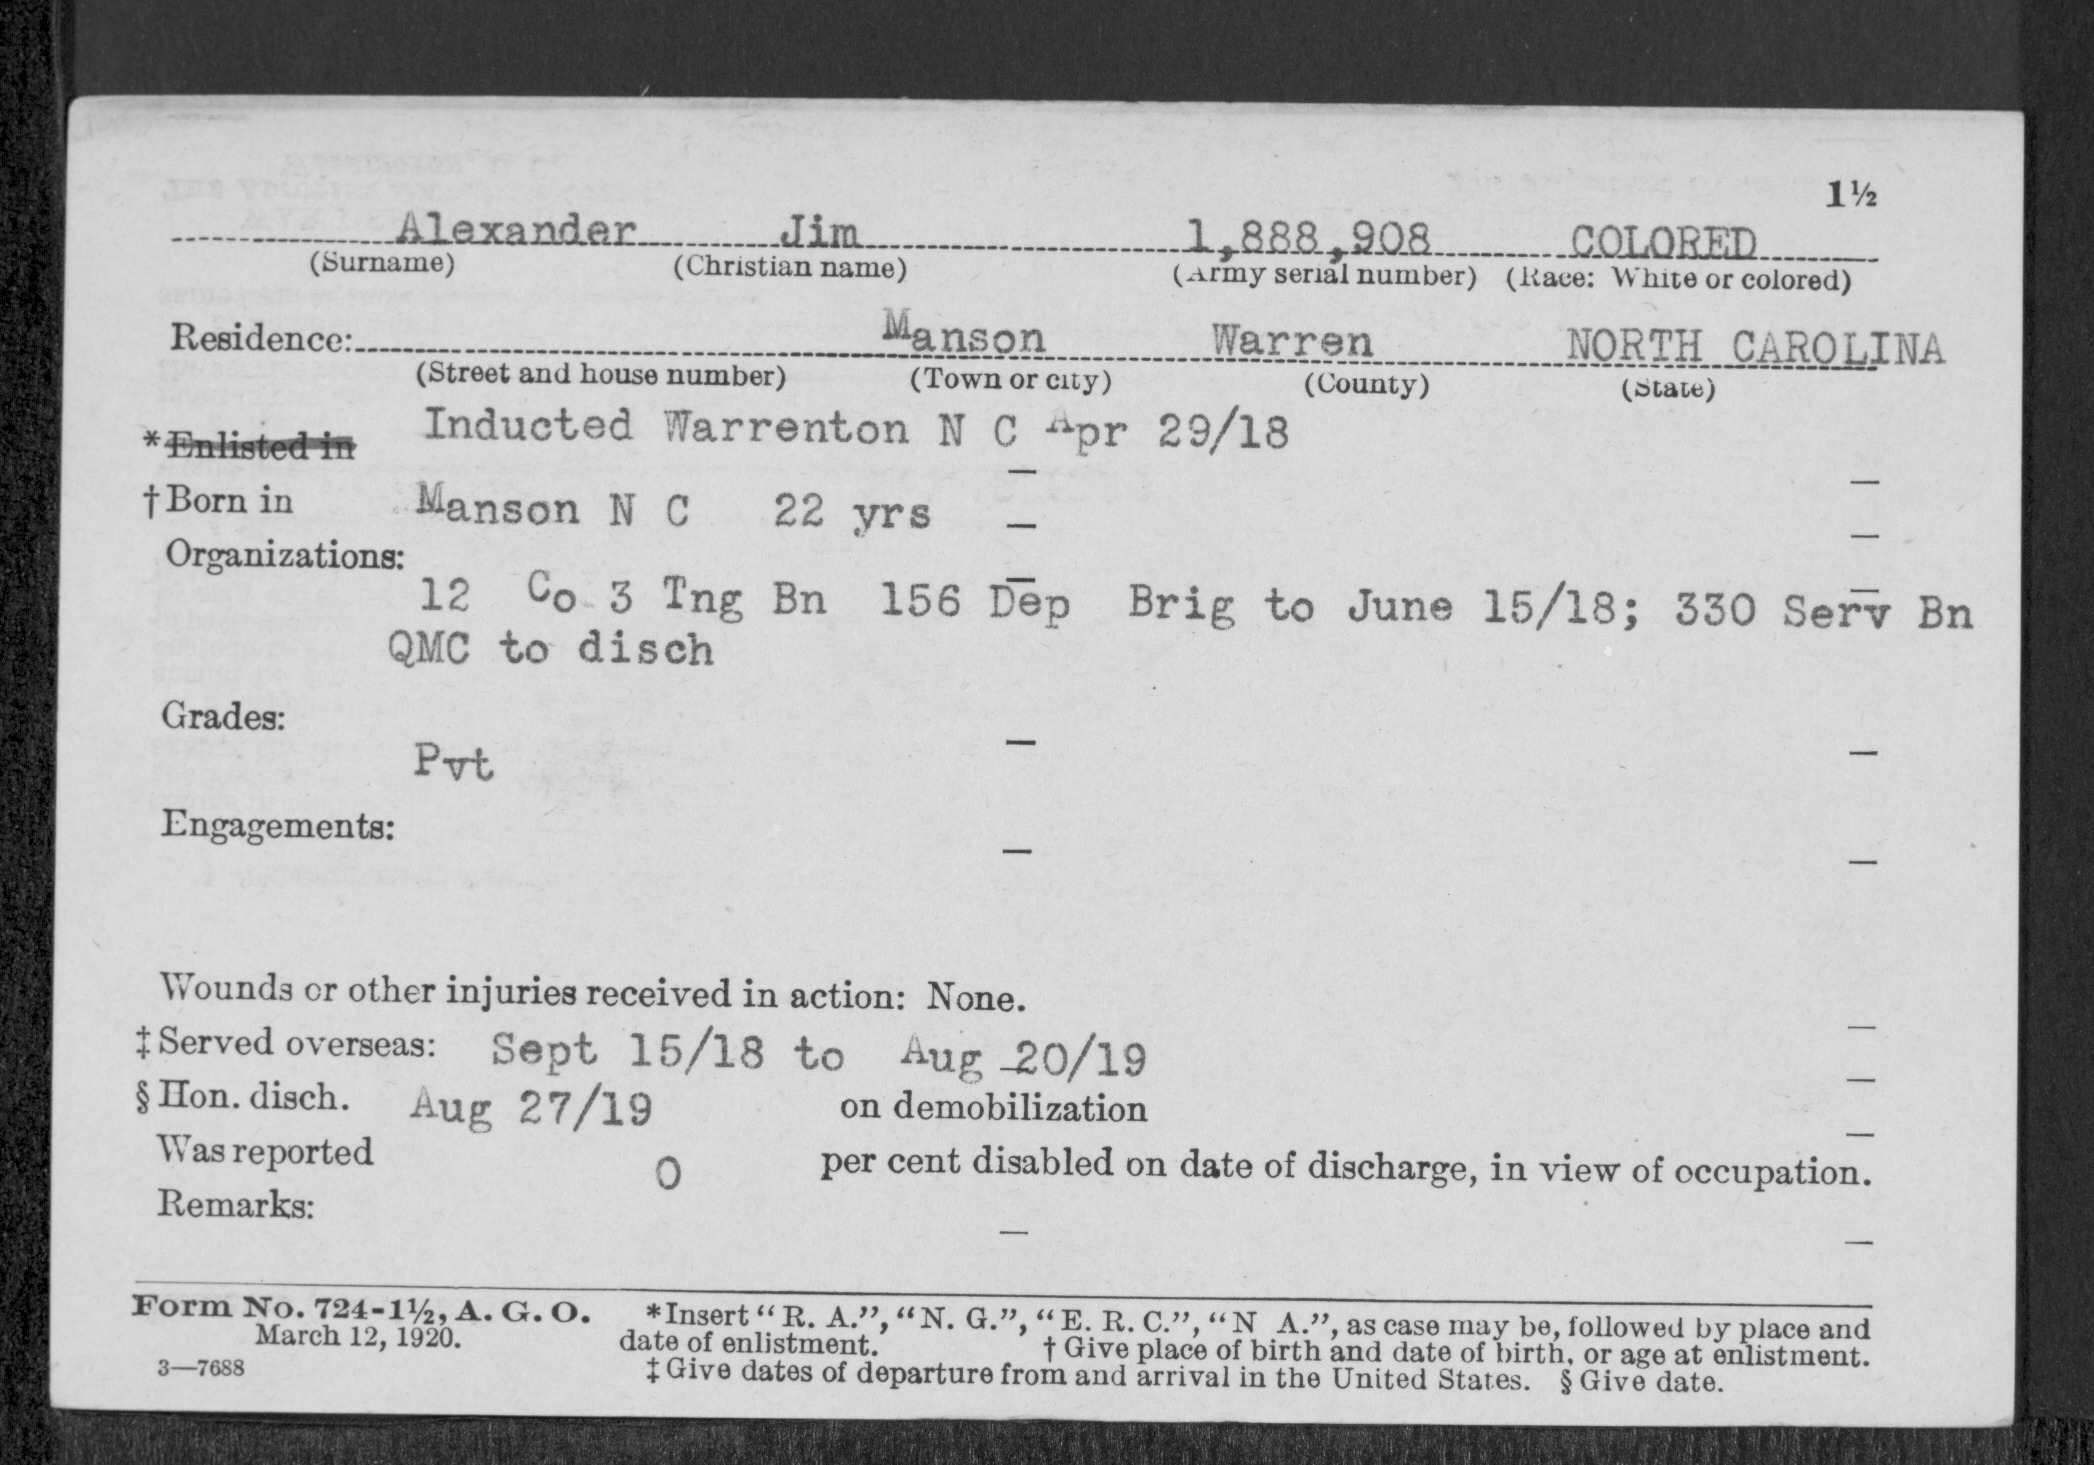 1½
Alexander Jim 1,888,908 COLORED
(Surname) (Christian name) (Army serial number) (Race: White or colored)
Residence: Manson Warren NORTH CAROLINA
(Street and house number) (Town or city) (County) (State)
*Enlisted in Inducted Warrenton N C Apr 29/18
†Born in Manson N C 22 yrs
Organizations:
12 Co 3 Tng Bn 156 Dep Brig to June 15/18; 330 Serv Bn
QMC to disch
Grades:
Pvt
Engagements:
Wounds or other injuries received in action: None.
‡Served overseas: Sept 15/18 to Aug 20/19
§Hon. disch. Aug 27/19 on demobilization
Was reported 0 per cent disabled on date of discharge, in view of occupation.
Remarks:
Form No. 724-1½, A. G. O. *Insert "R. A.", "N. G.", "E. R. C.", "N A.", as case may be, followed by place and
March 12, 1920. date of enlistment. †Give place of birth and date of birth, or age at enlistment.
3—7688 ‡Give dates of departure from and arrival in the United States. §Give date.